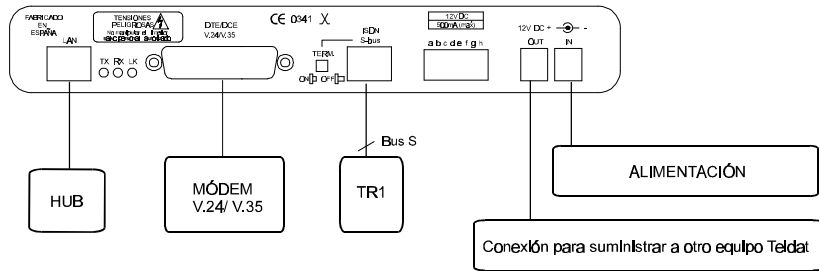 FABRICADO
EN
ESPAÑA
LAN
TX RX LK
TENSIONES
PELIGROSAS
DTE/DCE
V.24/V.35
CE 0341 X
TERM.
ON OFF
ISDN
S-bus
12V DC
500mA (max)
a b c d e f g h
12V DC + -
OUT
IN
Bus S
HUB
MÓDEM
V.24/ V.35
TR1
ALIMENTACIÓN
Conexión para suministrar a otro equipo Teldat